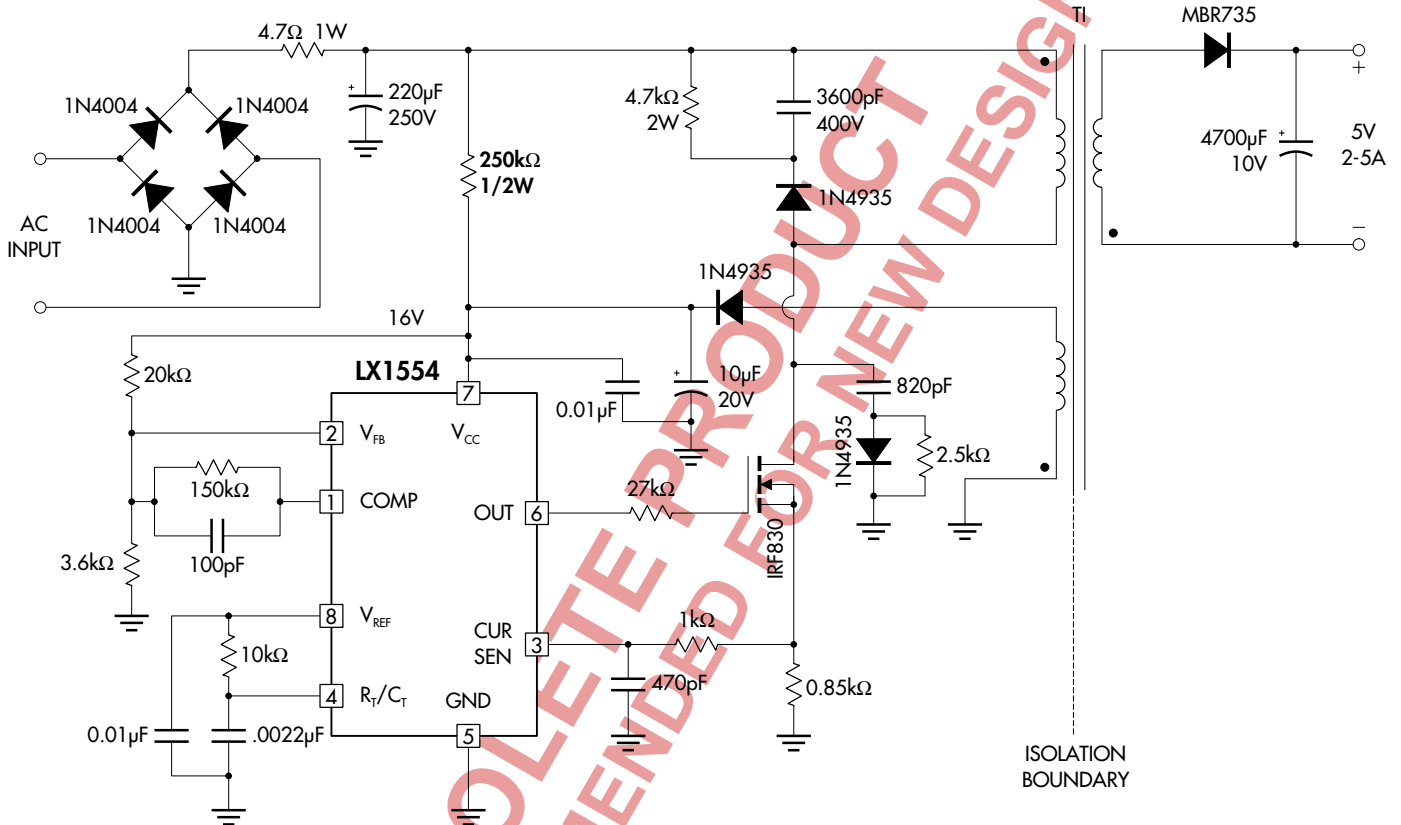 4.7Ω 1W
TI
MBR735
1N4004
1N4004
220µF
250V
4.7kΩ
2W
3600pF
400V
4700µF
10V
5V
2-5A
+
–
250kΩ
1/2W
1N4935
1N4004
1N4004
AC
INPUT
1N4935
16V
20kΩ
LX1554
7
VCC
0.01µF
10µF
20V
820pF
1N4935
2.5kΩ
2
VFB
150kΩ
100pF
1
COMP
OUT
6
27kΩ
IRF830
3.6kΩ
8
VREF
10kΩ
CUR
SEN
3
1kΩ
470pF
0.85kΩ
4
RT/CT
GND
5
0.01µF
.0022µF
ISOLATION
BOUNDARY
OLETE PRODUCT
ENDED FOR NEW DESIG